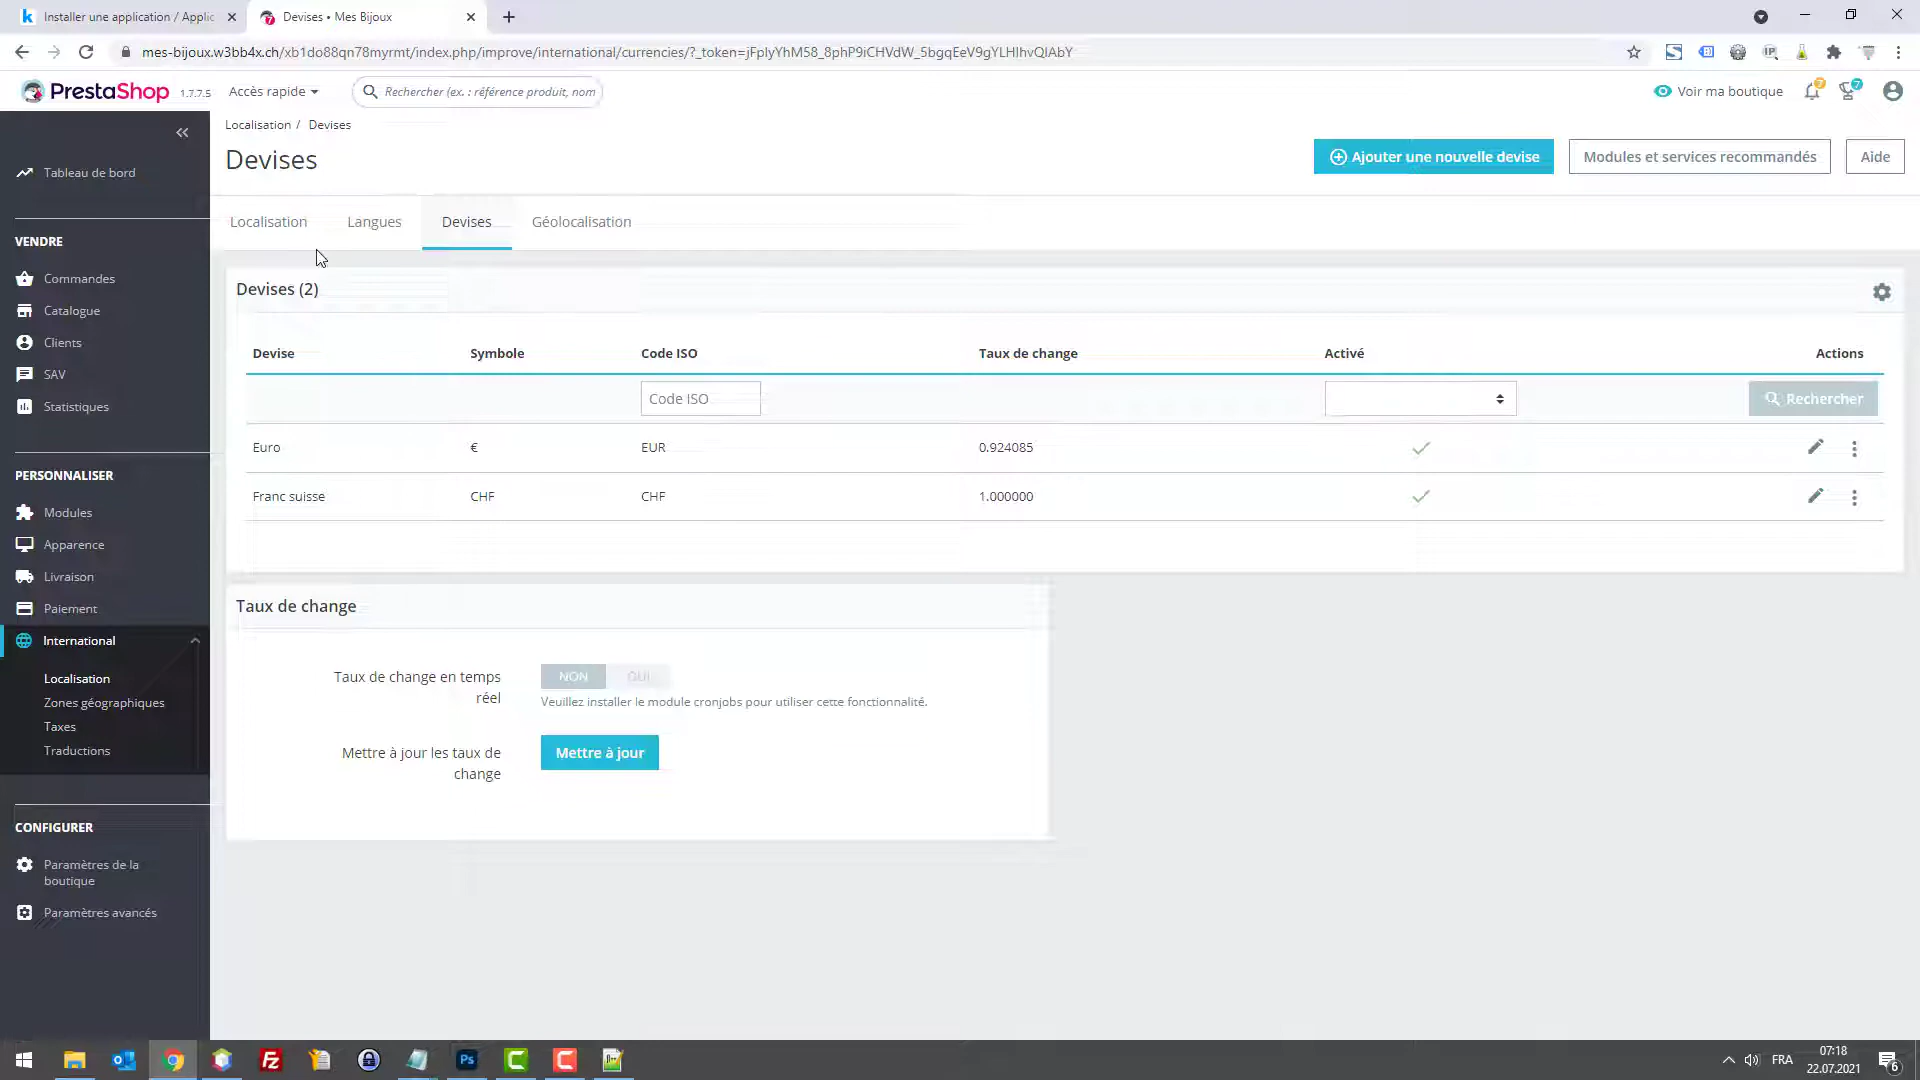 Installer une application / Applic
Devises • Mes Bijoux
mes-bijoux.w3bb4x.ch/xb1do88qn78myrmt/index.php/improve/international/currencies/?_token=jFpIyYhM58_8phP9iCHVdW_5bgqEeV9gYLHlhvQIAbY
PrestaShop 1.7.7.5
Accès rapide
Rechercher (ex. : référence produit, nom
Voir ma boutique
7
7
Localisation / Devises
Devises
Ajouter une nouvelle devise
Modules et services recommandés
Aide
Tableau de bord
VENDRE
Commandes
Catalogue
Clients
SAV
Statistiques
PERSONNALISER
Modules
Apparence
Livraison
Paiement
International
Localisation
Zones géographiques
Taxes
Traductions
CONFIGURER
Paramètres de la
boutique
Paramètres avancés
Localisation
Langues
Devises
Géolocalisation
Devises (2)
Devise Symbole Code ISO Taux de change Activé Actions
Code ISO
Rechercher
Euro € EUR 0.924085
Franc suisse CHF CHF 1.000000
Taux de change
Taux de change en temps
réel
NON OUI
Veuillez installer le module cronjobs pour utiliser cette fonctionnalité.
Mettre à jour les taux de
change
Mettre à jour
FRA
07:18
22.07.2021
6